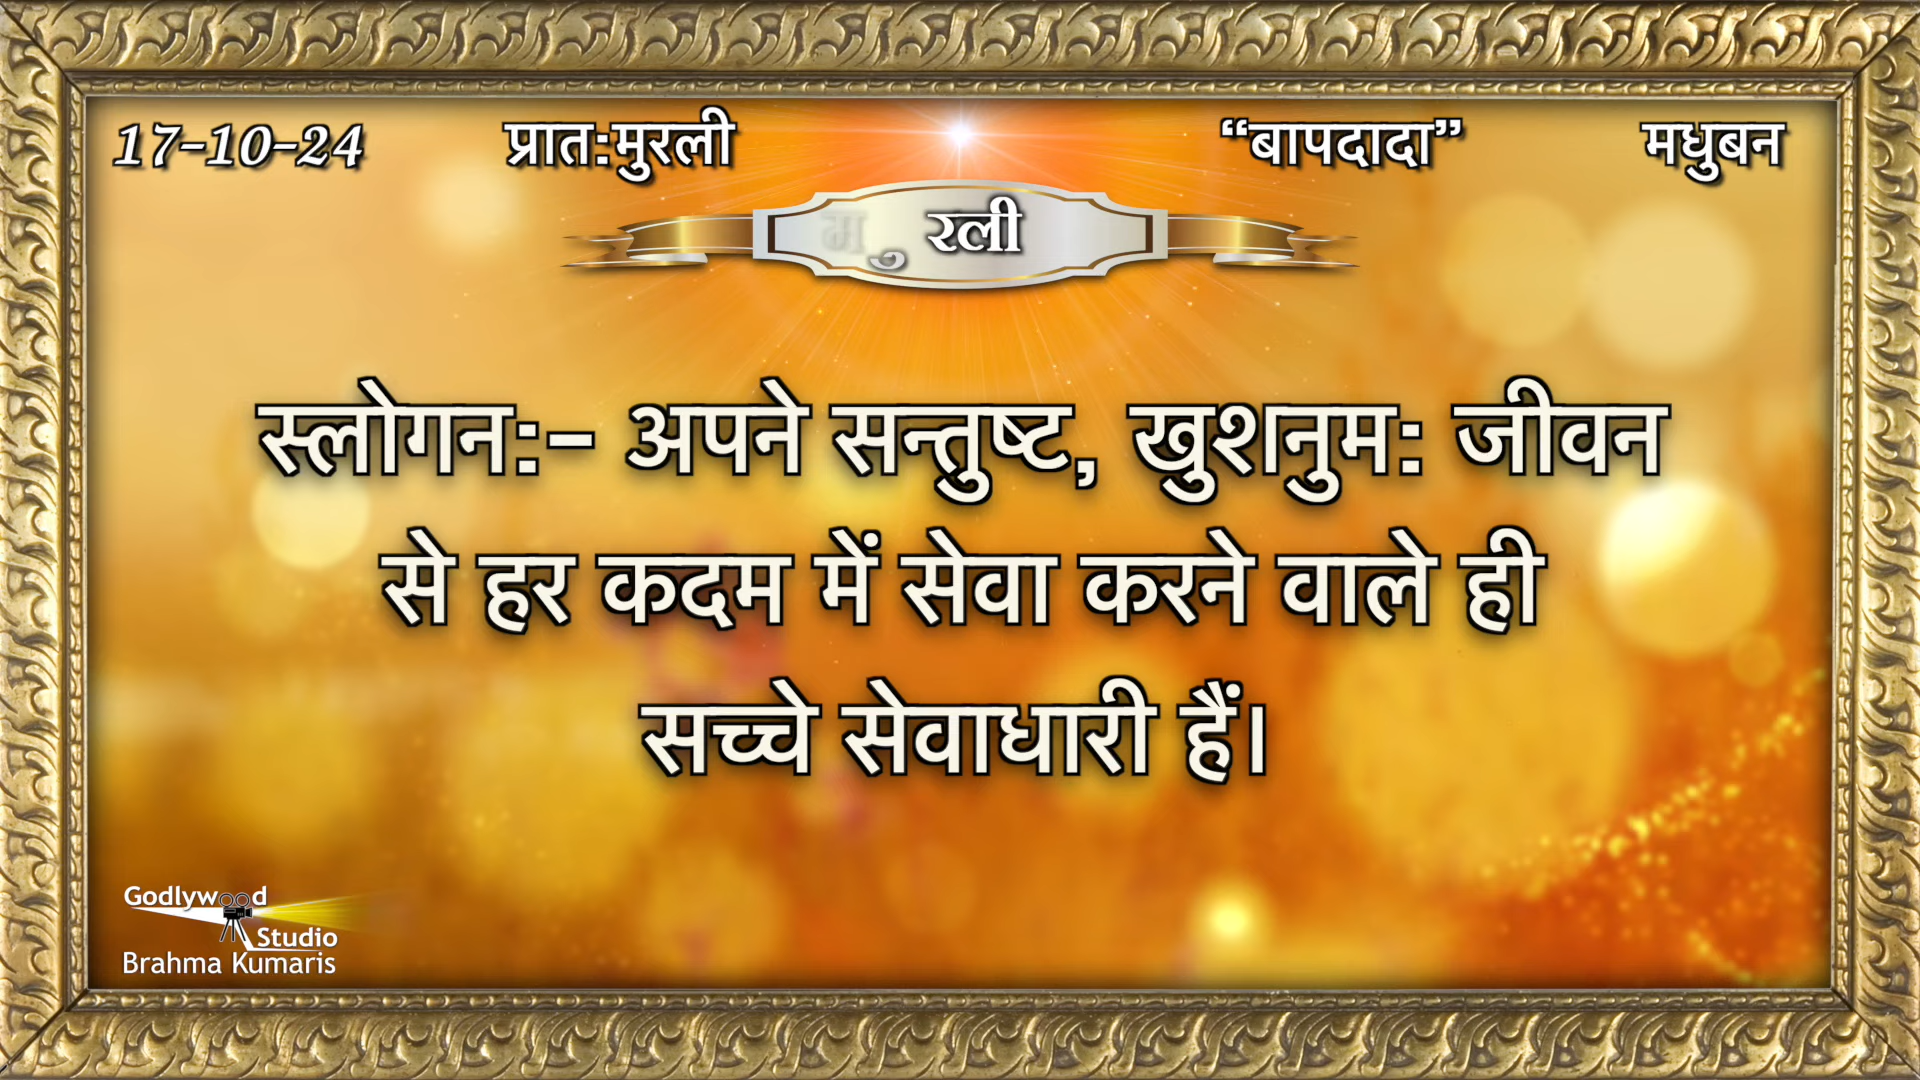 17-10-24 प्रात:मुरली “बापदादा” मधुबन
मुरली
स्लोगन:- अपने सन्तुष्ट, खुशनुम: जीवन
से हर कदम में सेवा करने वाले ही
सच्चे सेवाधारी हैं।
Godlywood
Studio
Brahma Kumaris